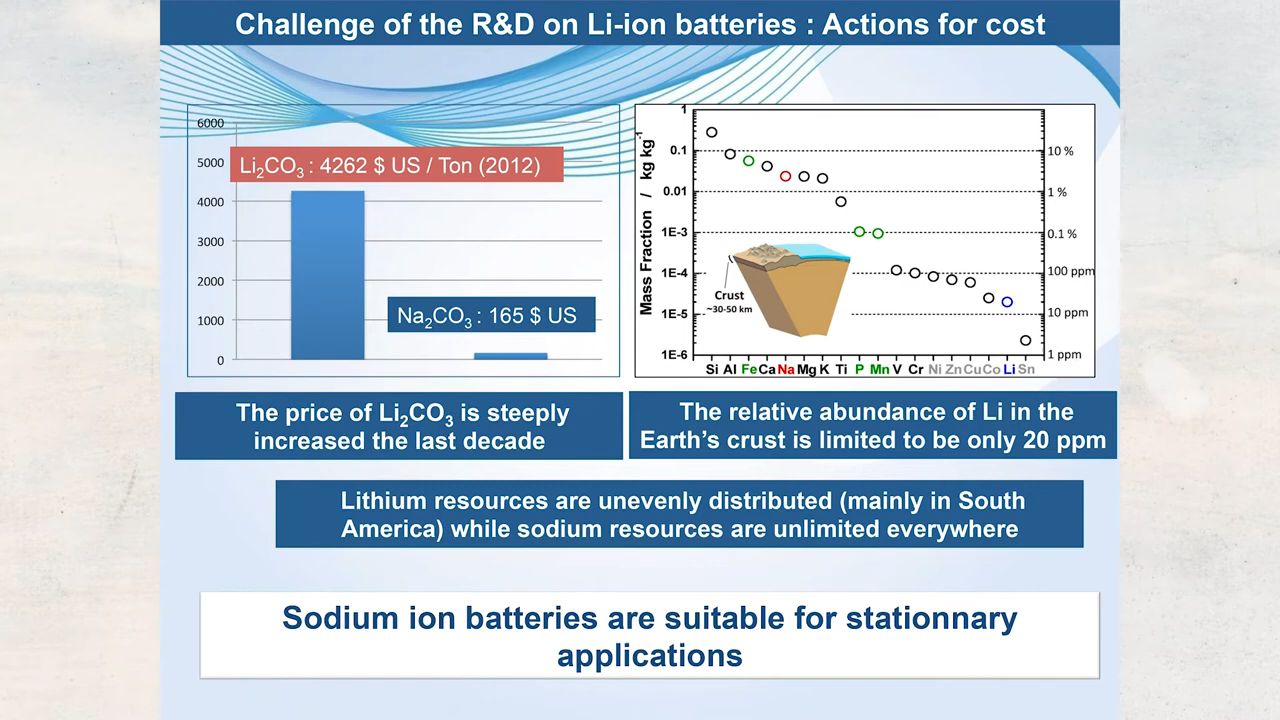 Challenge of the R&D on Li-ion batteries : Actions for cost
6000
5000
4000
3000
2000
1000
0
Li₂CO₃ : 4262 $ US / Ton (2012)
Na₂CO₃ : 165 $ US
Mass Fraction / kg kg⁻¹
1
0.1
0.01
1E-3
1E-4
1E-5
1E-6
10 %
1 %
0.1 %
100 ppm
10 ppm
1 ppm
Crust
~30-50 km
Si Al Fe Ca Na Mg K Ti P Mn V Cr Ni Zn Cu Co Li Sn
The price of Li₂CO₃ is steeply
increased the last decade
The relative abundance of Li in the
Earth’s crust is limited to be only 20 ppm
Lithium resources are unevenly distributed (mainly in South
America) while sodium resources are unlimited everywhere
Sodium ion batteries are suitable for stationnary
applications